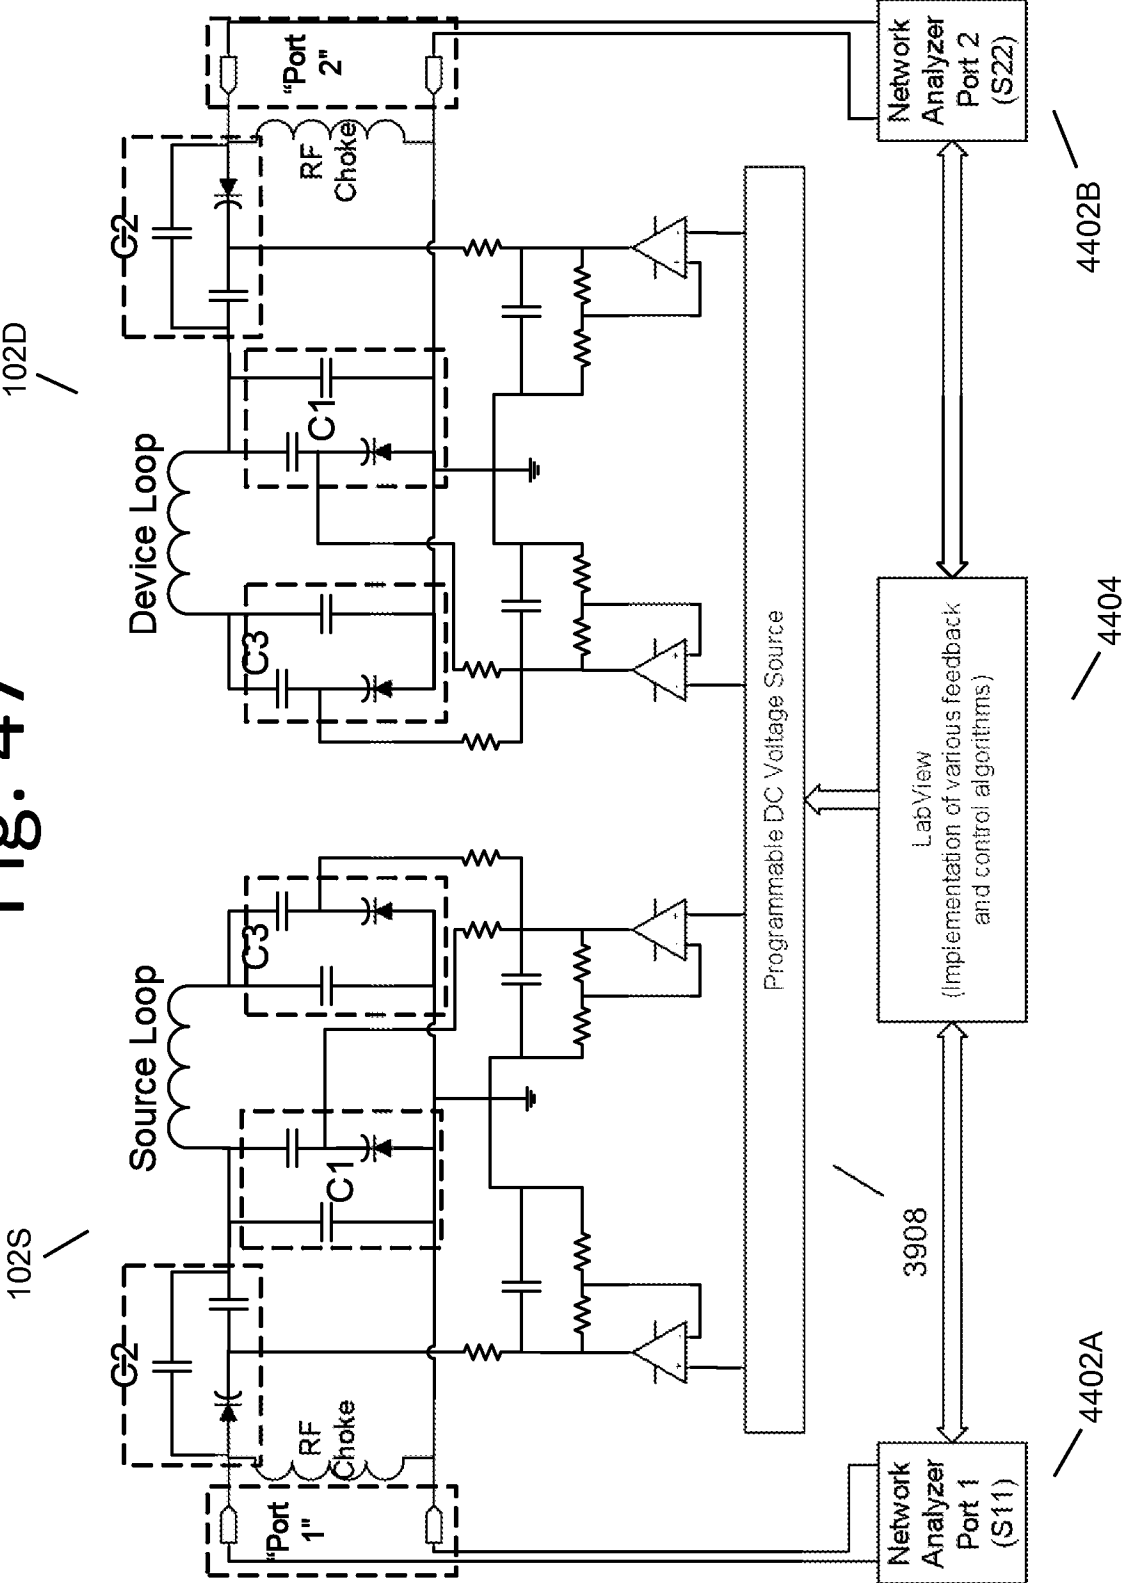 Fig. 47
102S
102D
Source Loop
Device Loop
C2
C1
C3
C3
C1
C2
"Port
1"
RF
Choke
RF
Choke
"Port
2"
Programmable DC Voltage Source
3908
Network
Analyzer
Port 1
(S11)
4402A
LabView
(Implementation of various feedback
and control algorithms)
4404
Network
Analyzer
Port 2
(S22)
4402B